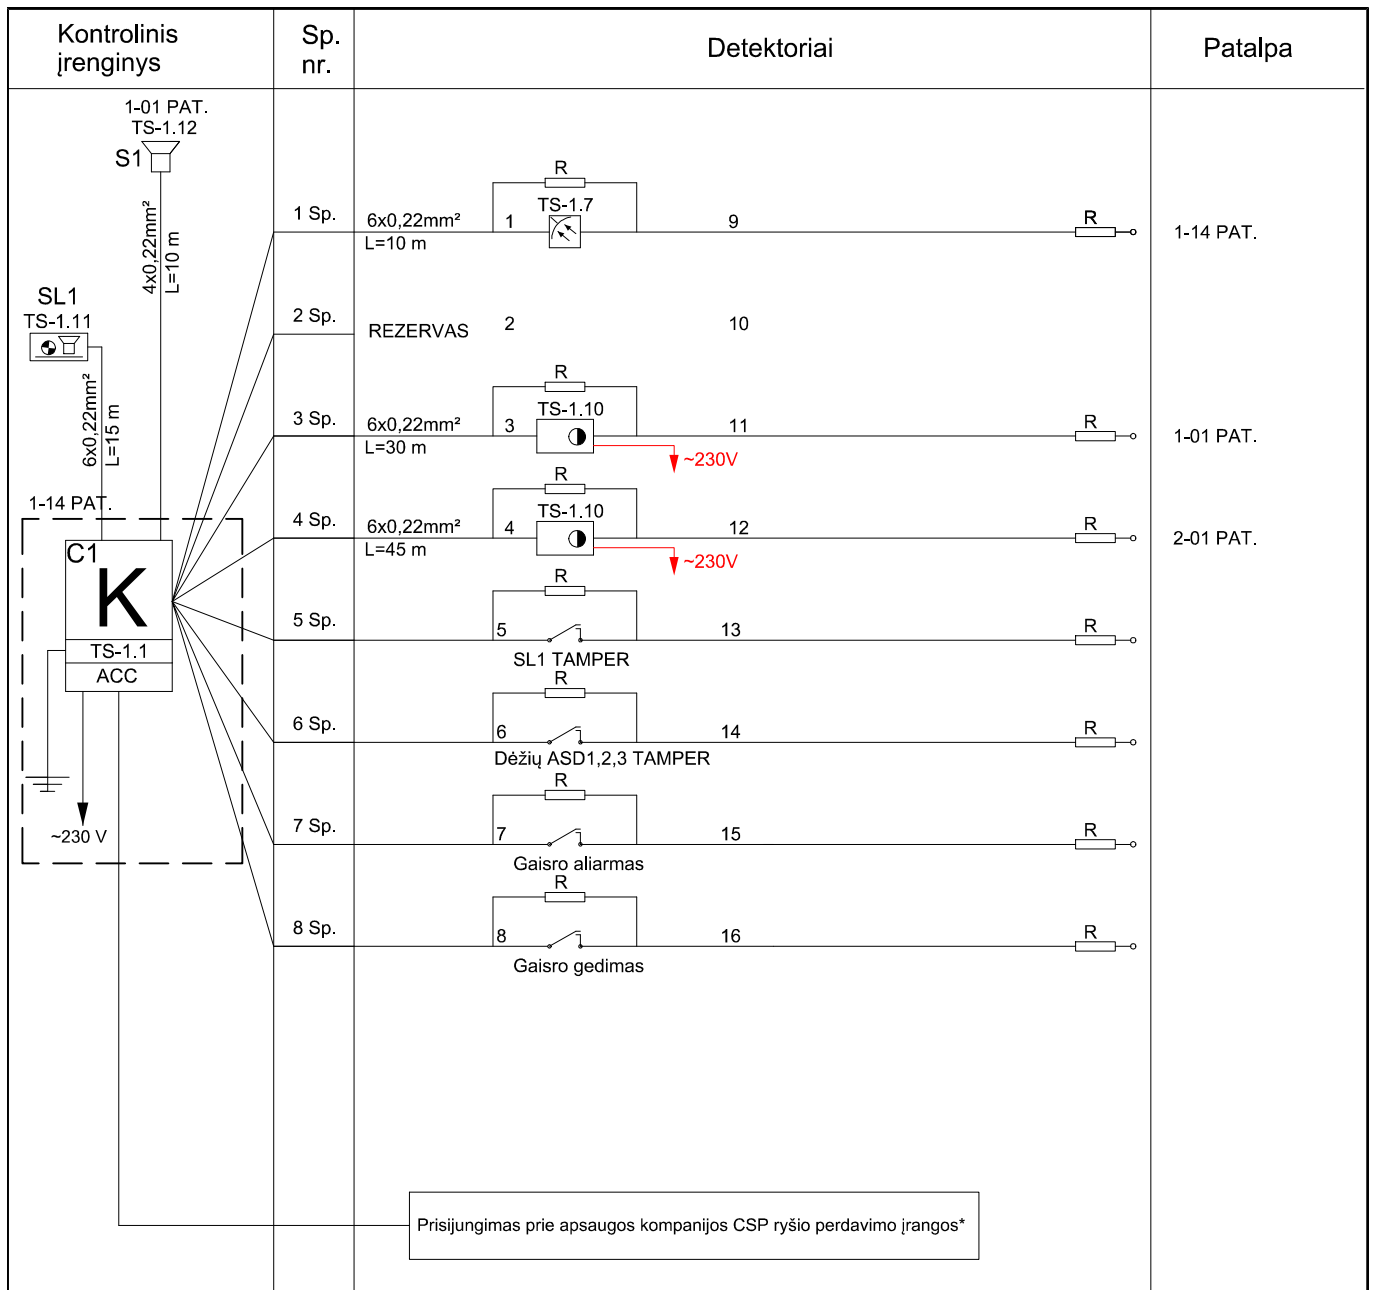 Kontrolinis
įrenginys
Sp.
nr.
Detektoriai
Patalpa
1-01 PAT.
TS-1.12
S1
4x0,22mm²
L=10 m
SL1
TS-1.11
6x0,22mm²
L=15 m
1-14 PAT.
C1
K
TS-1.1
ACC
~230 V
1 Sp.
6x0,22mm²
L=10 m
1
R
TS-1.7
9
R
1-14 PAT.
2 Sp.
REZERVAS
2
10
3 Sp.
6x0,22mm²
L=30 m
3
R
TS-1.10
~230V
11
R
1-01 PAT.
4 Sp.
6x0,22mm²
L=45 m
4
R
TS-1.10
~230V
12
R
2-01 PAT.
5 Sp.
5
R
SL1 TAMPER
13
R
6 Sp.
6
R
Dėžių ASD1,2,3 TAMPER
14
R
7 Sp.
7
R
Gaisro aliarmas
15
R
8 Sp.
8
R
Gaisro gedimas
16
R
Prisijungimas prie apsaugos kompanijos CSP ryšio perdavimo įrangos*